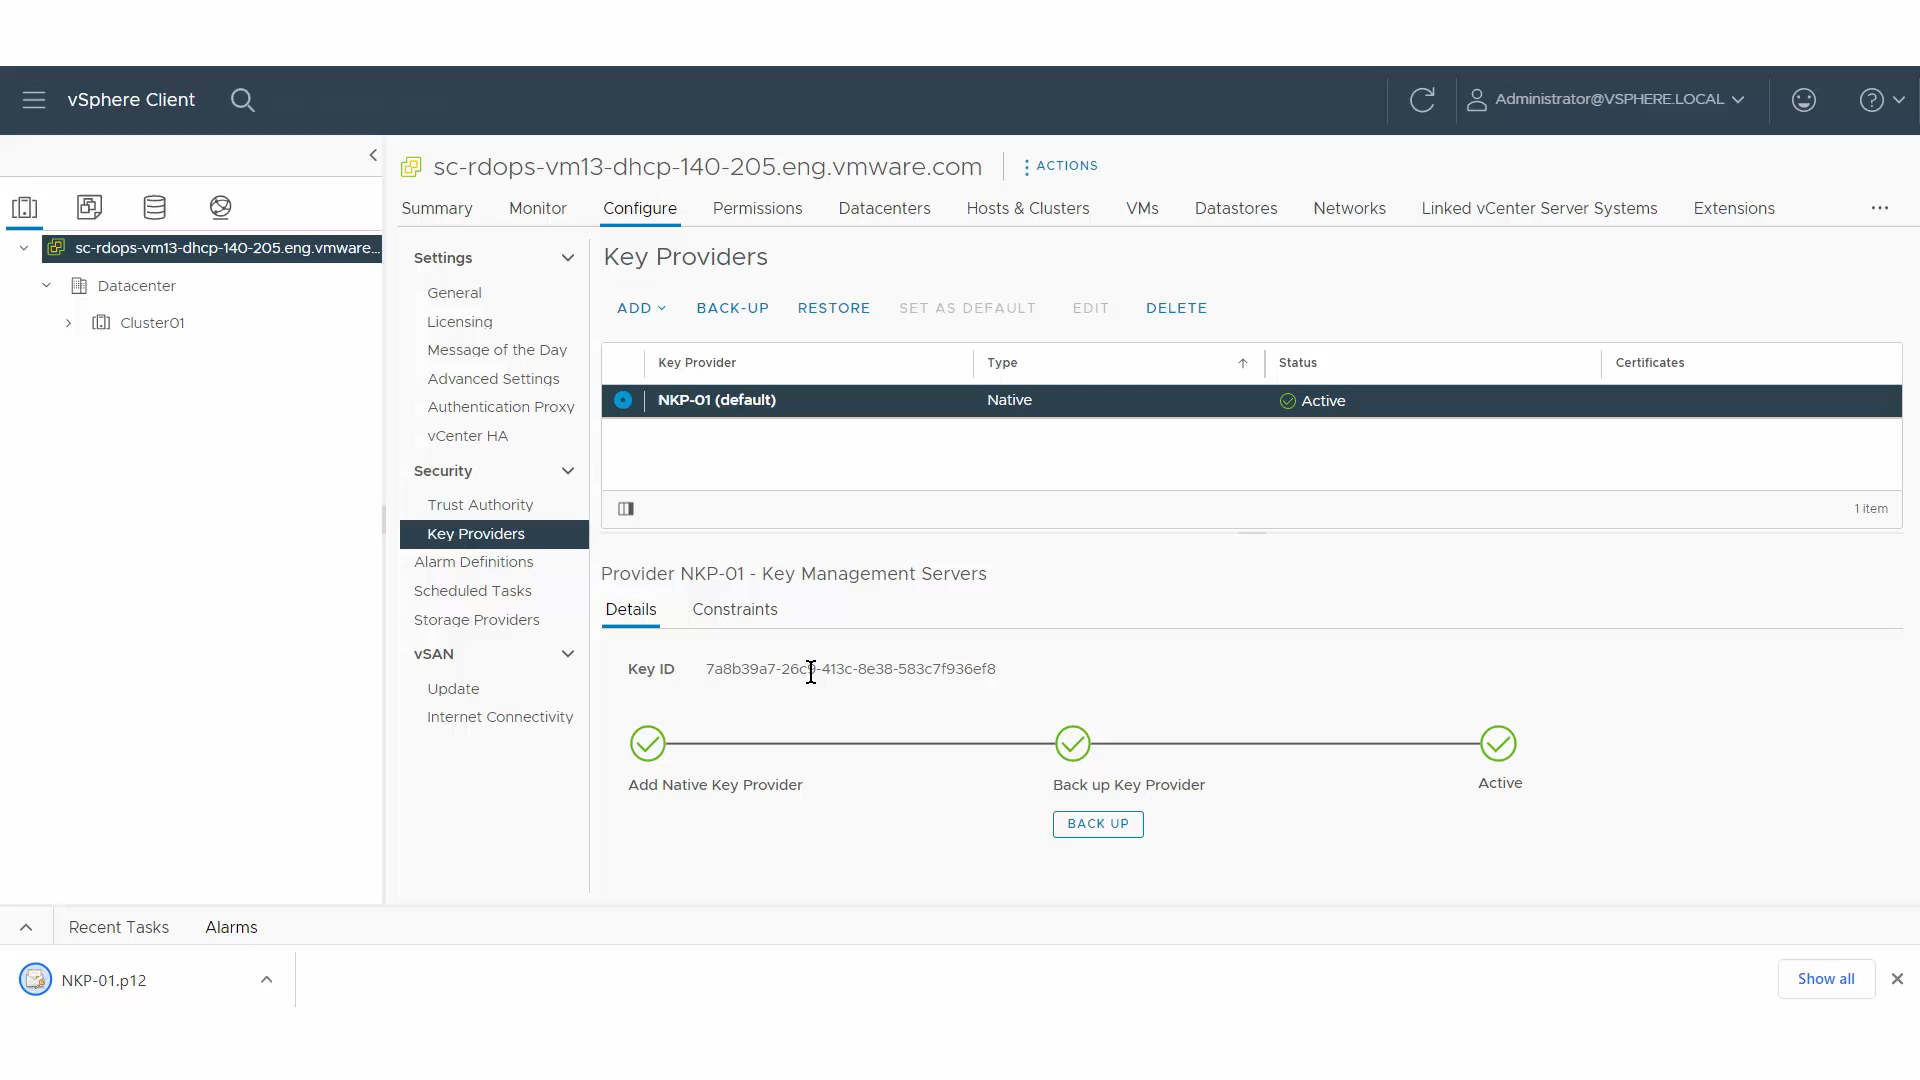 vSphere Client
Administrator@VSPHERE.LOCAL
sc-rdops-vm13-dhcp-140-205.eng.vmware.com
ACTIONS
Summary Monitor Configure Permissions Datacenters Hosts & Clusters VMs Datastores Networks Linked vCenter Server Systems Extensions ...
sc-rdops-vm13-dhcp-140-205.eng.vmware...
Datacenter
Cluster01
Settings
General
Licensing
Message of the Day
Advanced Settings
Authentication Proxy
vCenter HA
Security
Trust Authority
Key Providers
Alarm Definitions
Scheduled Tasks
Storage Providers
vSAN
Update
Internet Connectivity
Key Providers
ADD BACK-UP RESTORE SET AS DEFAULT EDIT DELETE
Key Provider Type Status Certificates
NKP-01 (default) Native Active
1 item
Provider NKP-01 - Key Management Servers
Details Constraints
Key ID 7a8b39a7-26c9-413c-8e38-583c7f936ef8
Add Native Key Provider Back up Key Provider Active
BACK UP
Recent Tasks Alarms
NKP-01.p12
Show all